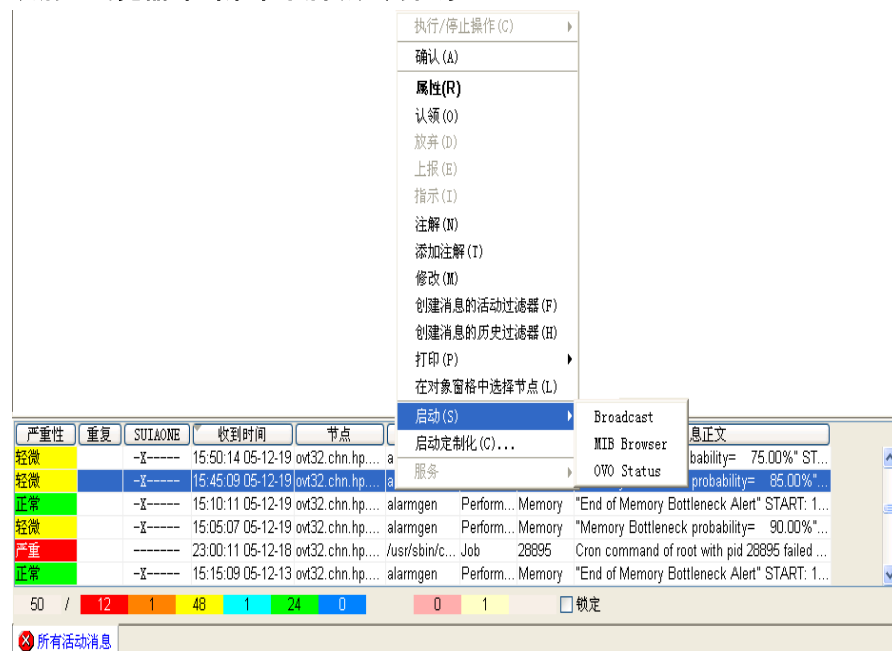 执行/停止操作(C)
确认(A)
属性(R)
认领(O)
放弃(D)
上报(E)
指示(I)
注解(N)
添加注解(T)
修改(M)
创建消息的活动过滤器(F)
创建消息的历史过滤器(H)
打印(P)
在对象窗格中选择节点(L)
启动(S)
启动定制化(C)...
服务
Broadcast
MIB Browser
OVO Status
严重性 重复 SUIAONE 收到时间 节点 息正文
轻微 -X----- 15:50:14 05-12-19 ovt32.chn.hp.... a bability= 75.00%" ST...
轻微 -X----- 15:45:09 05-12-19 ovt32.chn.hp.... a probability= 85.00%"...
正常 -X----- 15:10:11 05-12-19 ovt32.chn.hp.... alarmgen Perform... Memory "End of Memory Bottleneck Alert" START: 1...
轻微 -X----- 15:05:07 05-12-19 ovt32.chn.hp.... alarmgen Perform... Memory "Memory Bottleneck probability= 90.00%"...
严重 ------- 23:00:11 05-12-18 ovt32.chn.hp.... /usr/sbin/c... Job 28895 Cron command of root with pid 28895 failed ...
正常 -X----- 15:15:09 05-12-13 ovt32.chn.hp.... alarmgen Perform... Memory "End of Memory Bottleneck Alert" START: 1...
50 / 12 1 48 1 24 0 0 1 锁定
所有活动消息